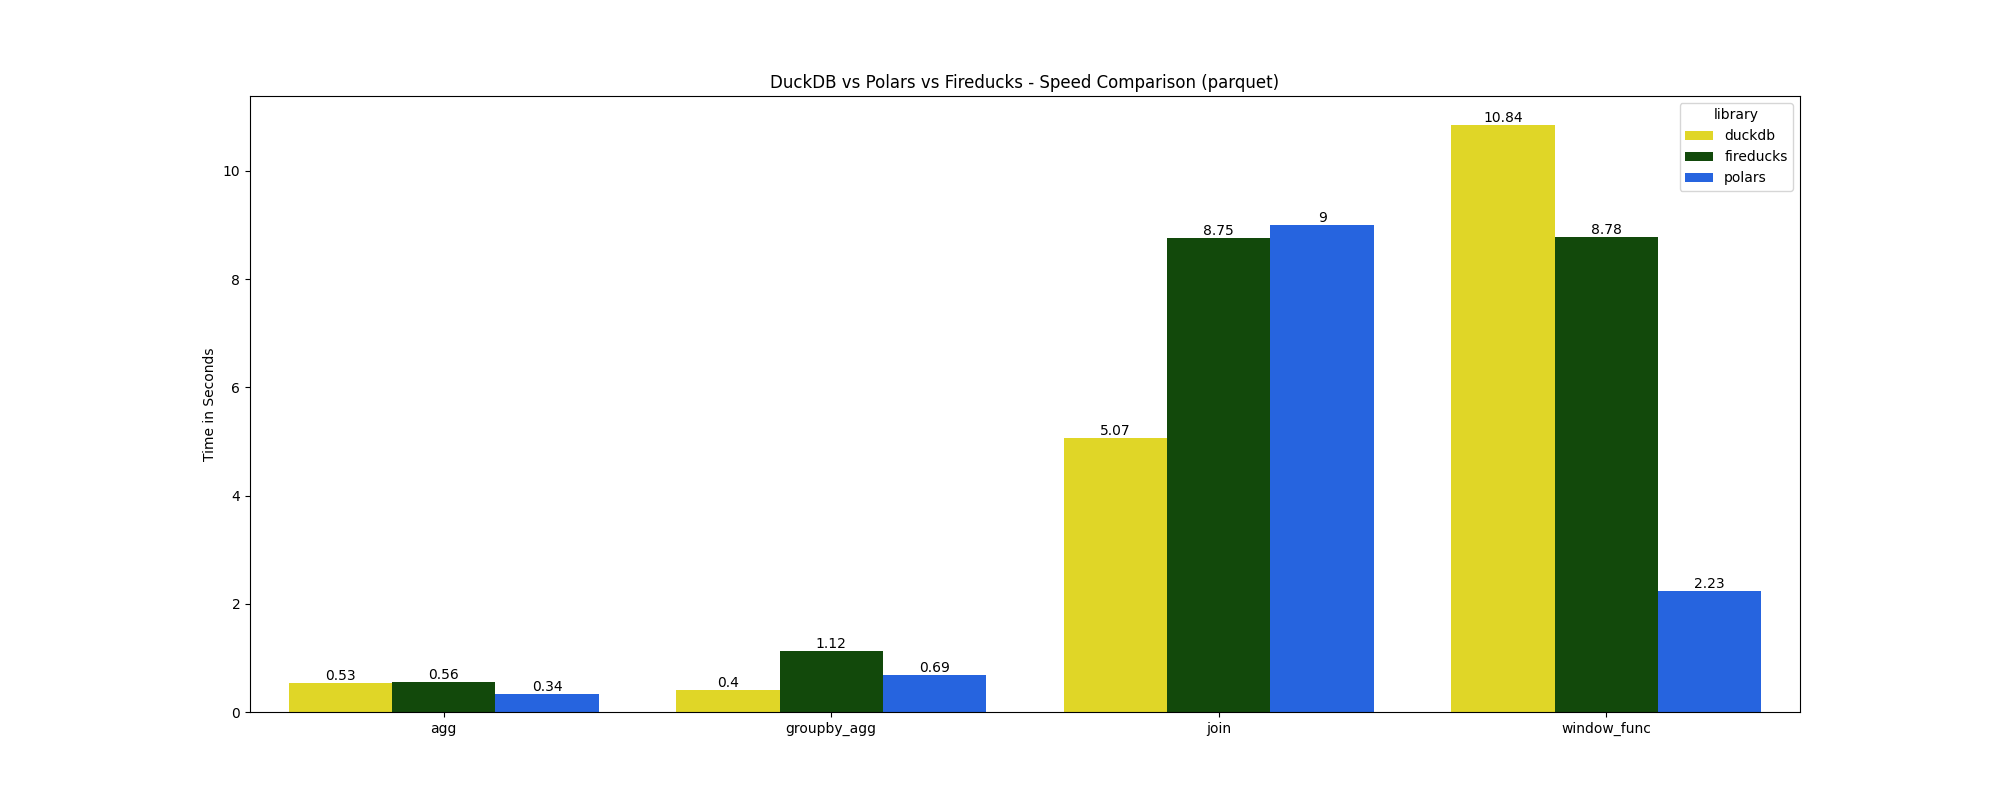 DuckDB vs Polars vs Fireducks - Speed Comparison (parquet)
library
duckdb
fireducks
polars
Time in Seconds
10
8
6
4
2
0
0.53
0.56
0.34
0.4
1.12
0.69
5.07
8.75
9
10.84
8.78
2.23
agg
groupby_agg
join
window_func